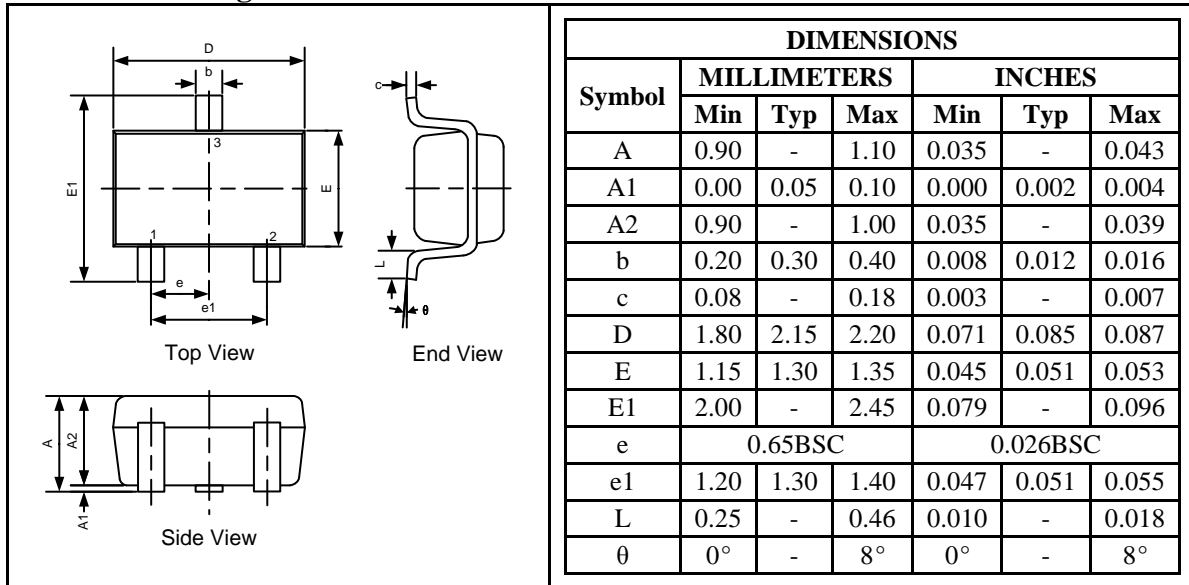 D
b
c
3
E1
E
1
2
L
e
e1
θ
Top View
End View
A
A2
A1
Side View
DIMENSIONS
Symbol MILLIMETERS INCHES
Min Typ Max Min Typ Max
A 0.90 - 1.10 0.035 - 0.043
A1 0.00 0.05 0.10 0.000 0.002 0.004
A2 0.90 - 1.00 0.035 - 0.039
b 0.20 0.30 0.40 0.008 0.012 0.016
c 0.08 - 0.18 0.003 - 0.007
D 1.80 2.15 2.20 0.071 0.085 0.087
E 1.15 1.30 1.35 0.045 0.051 0.053
E1 2.00 - 2.45 0.079 - 0.096
e 0.65BSC 0.026BSC
e1 1.20 1.30 1.40 0.047 0.051 0.055
L 0.25 - 0.46 0.010 - 0.018
θ 0° - 8° 0° - 8°